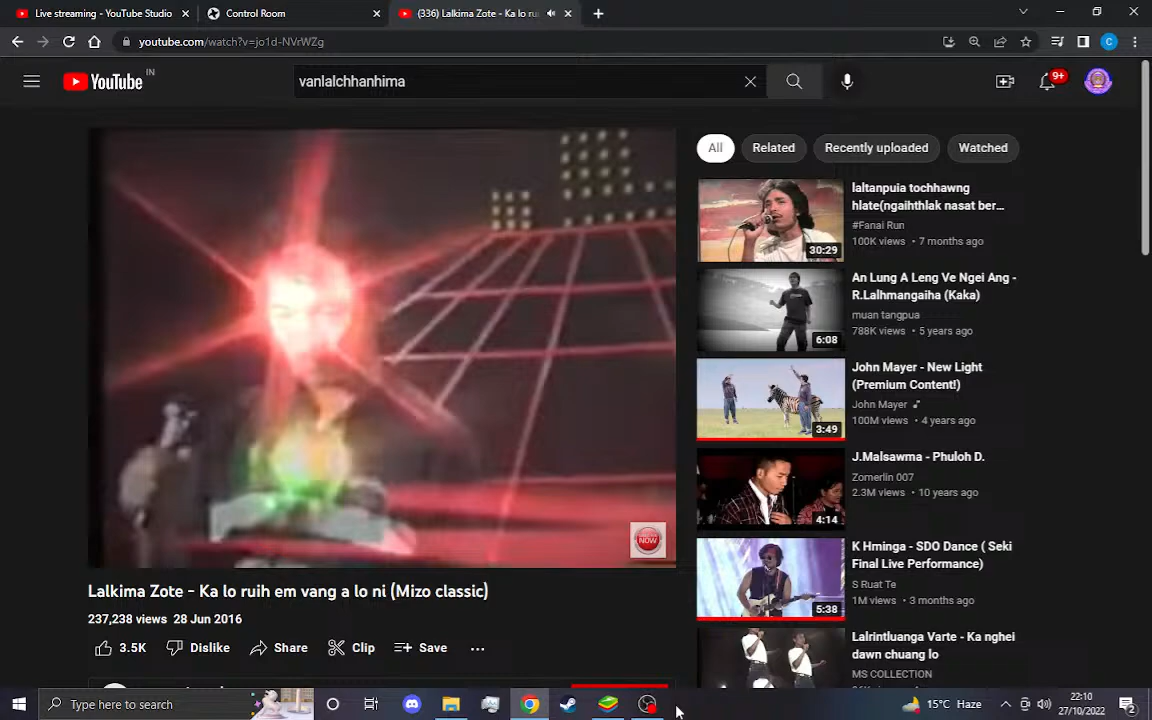 Live streaming - YouTube Studio
Control Room
(336) Lalkima Zote - Ka lo rui
youtube.com/watch?v=jo1d-NVrWZg
C
YouTube IN
vanlalchhanhima
9+
All
Related
Recently uploaded
Watched
laltanpuia tochhawng
hlate(ngaihthlak nasat ber...
#Fanai Run
100K views • 7 months ago
30:29
An Lung A Leng Ve Ngei Ang -
R.Lalhmangaiha (Kaka)
muan tangpua
788K views • 5 years ago
6:08
John Mayer - New Light
(Premium Content!)
John Mayer
100M views • 4 years ago
3:49
J.Malsawma - Phuloh D.
Zomerlin 007
2.3M views • 10 years ago
4:14
K Hminga - SDO Dance ( Seki
Final Live Performance)
S Ruat Te
1M views • 3 months ago
5:38
Lalrintluanga Varte - Ka nghei
dawn chuang lo
MS COLLECTION
NOW
Lalkima Zote - Ka lo ruih em vang a lo ni (Mizo classic)
237,238 views 28 Jun 2016
3.5K
Dislike
Share
Clip
Save
Type here to search
15°C Haze
22:10
27/10/2022
2